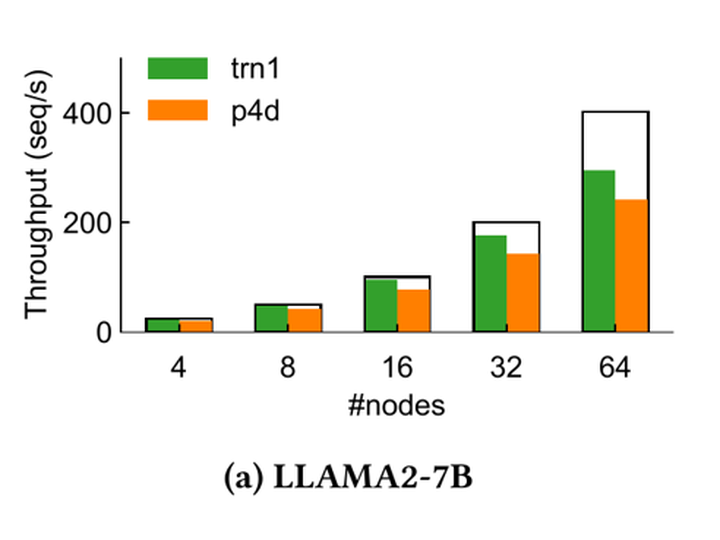 trn1
p4d
Throughput (seq/s)
400
200
0
4 8 16 32 64
#nodes
(a) LLAMA2-7B